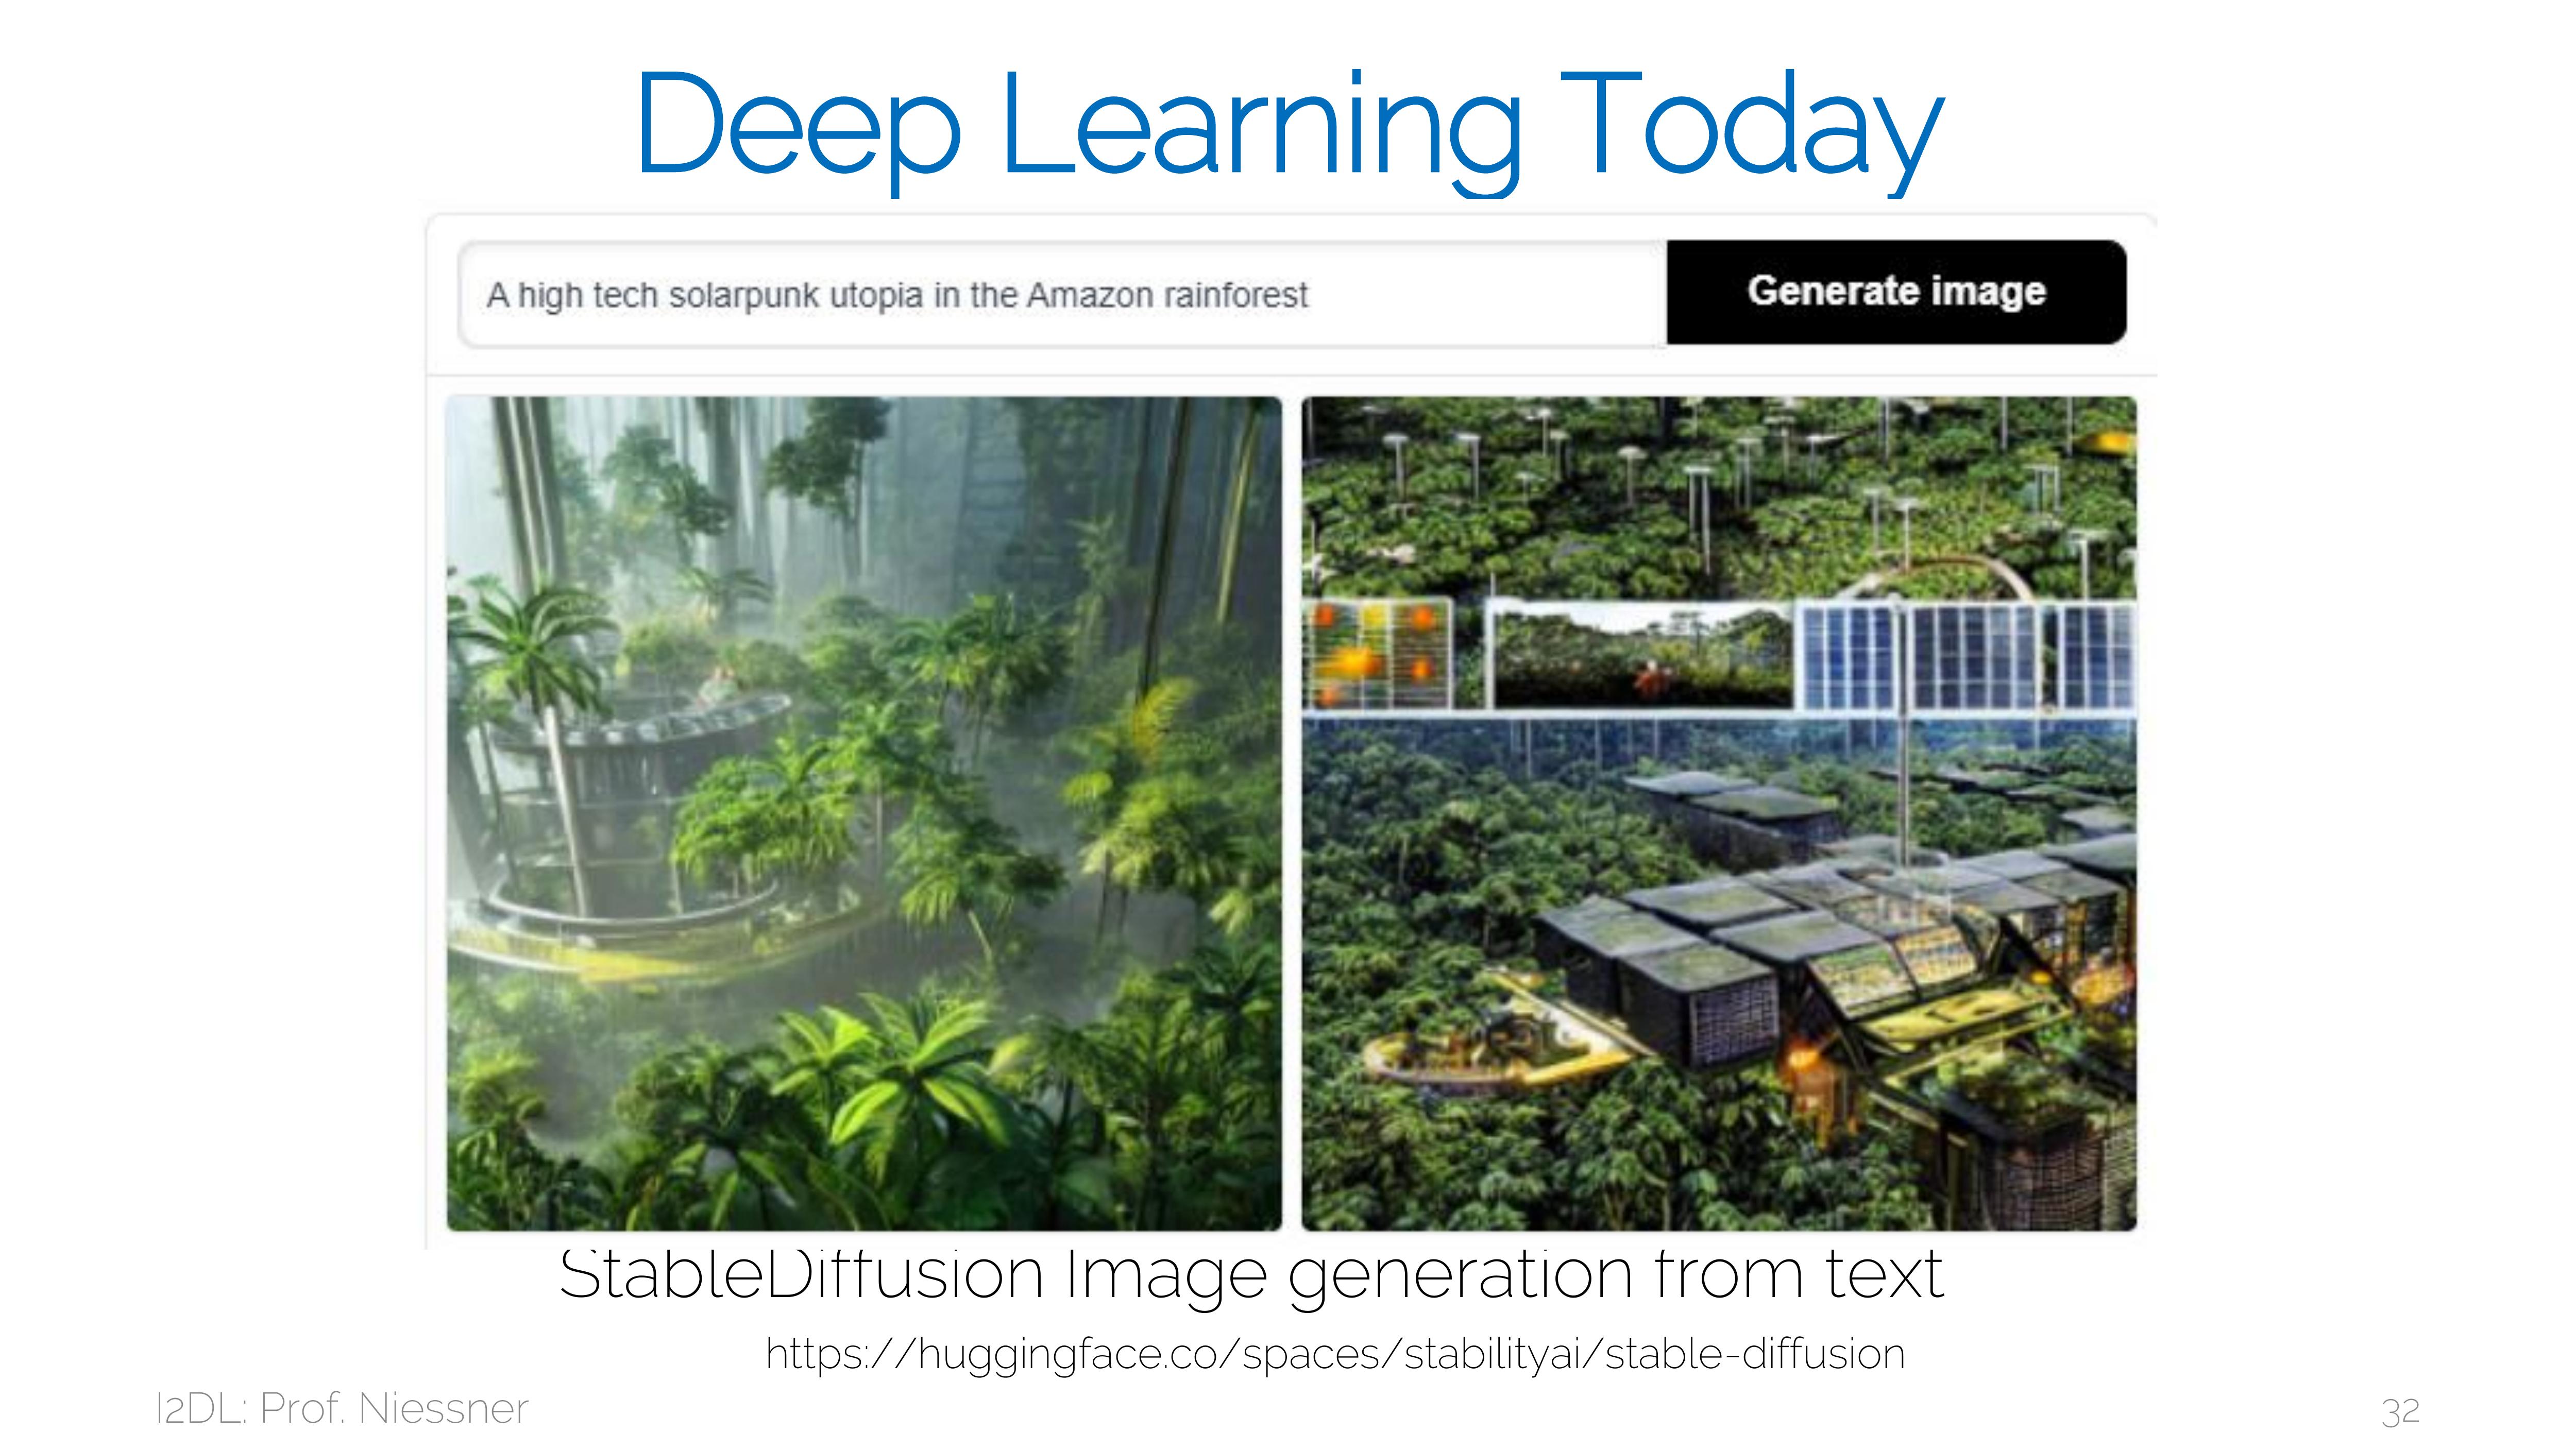 Deep Learning Today
A high tech solarpunk utopia in the Amazon rainforest
Generate image
StableDiffusion Image generation from text
https://huggingface.co/spaces/stabilityai/stable-diffusion
I2DL: Prof. Niessner
32